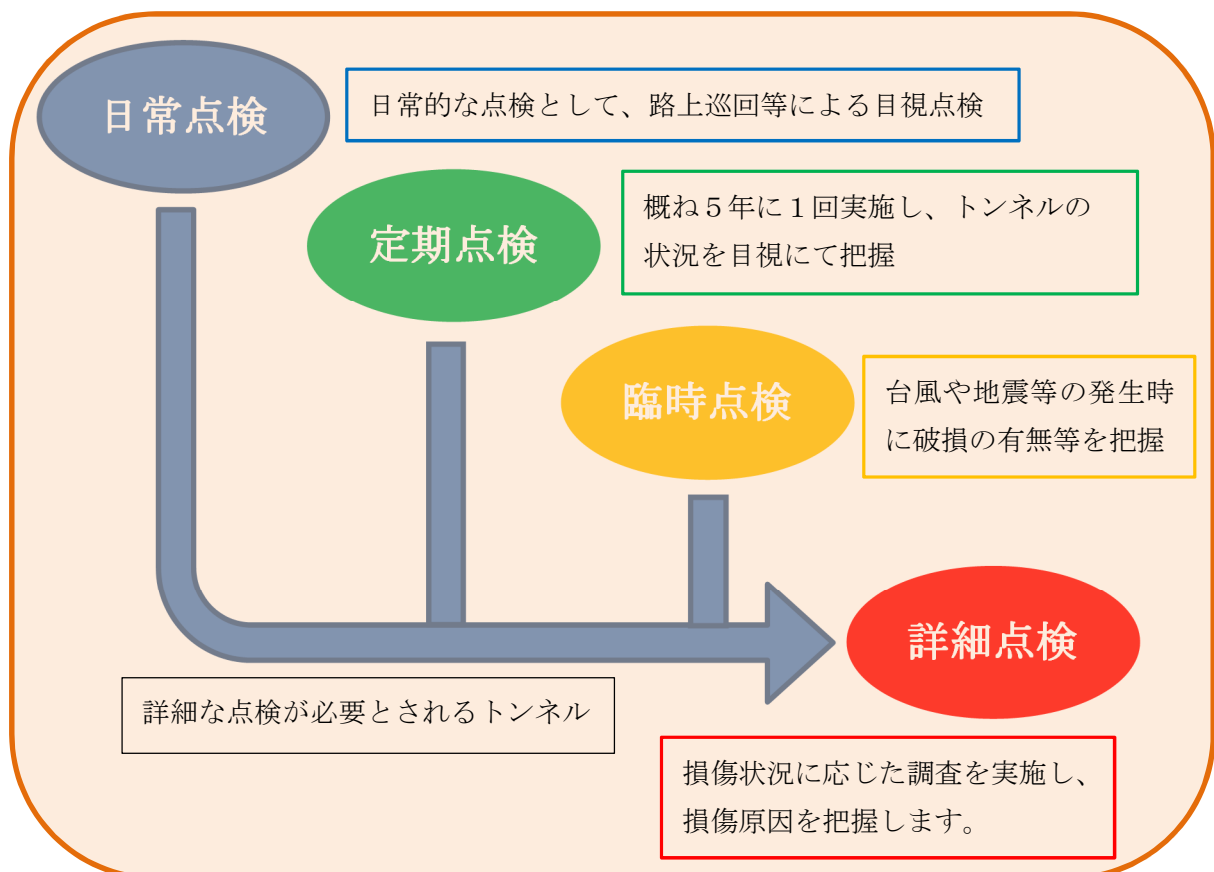 日常点検
日常的な点検として、路上巡回等による目視点検
定期点検
概ね５年に１回実施し、トンネルの
状況を目視にて把握
臨時点検
台風や地震等の発生時
に破損の有無等を把握
詳細点検
詳細な点検が必要とされるトンネル
損傷状況に応じた調査を実施し、
損傷原因を把握します。